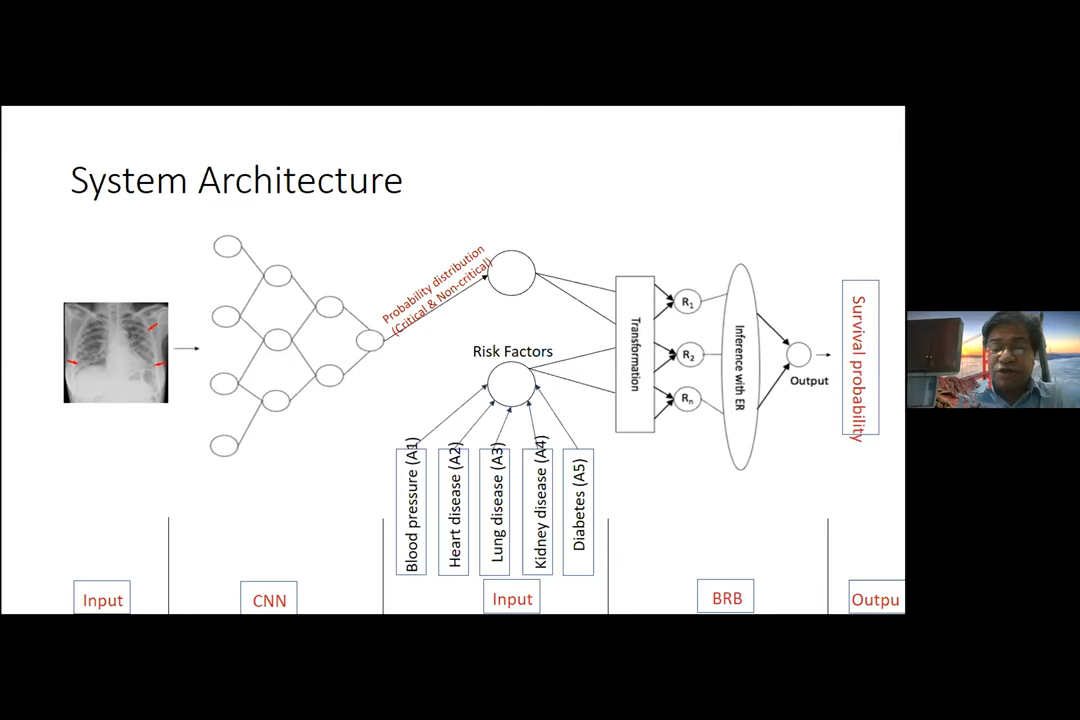 System Architecture
Probability distribution
(Critical & Non-critical)
Risk Factors
Transformation
R1
R2
Rn
Inference with ER
Output
Survival probability
Blood pressure (A1)
Heart disease (A2)
Lung disease (A3)
Kidney disease (A4)
Diabetes (A5)
Input
CNN
Input
BRB
Outpu